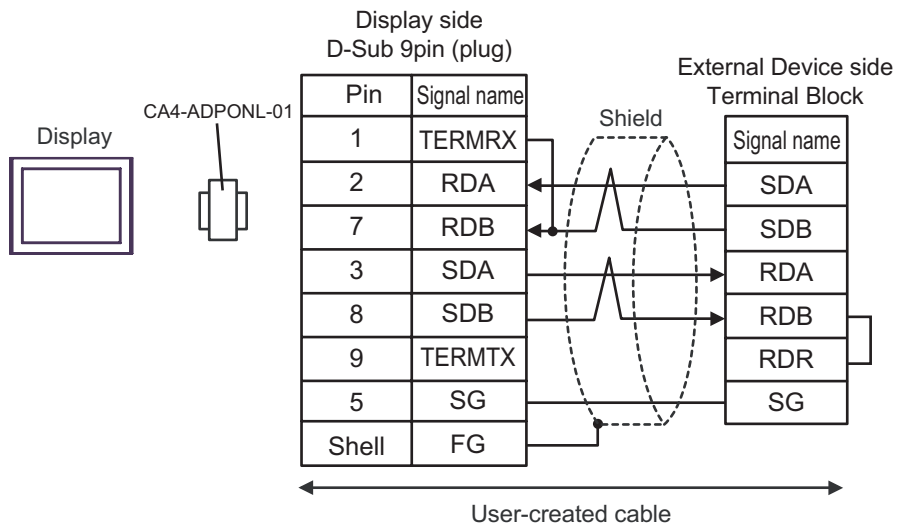 Display side
D-Sub 9pin (plug)
External Device side
Terminal Block
CA4-ADPONL-01
Display
Shield
Pin Signal name
1 TERMRX
2 RDA
7 RDB
3 SDA
8 SDB
9 TERMTX
5 SG
Shell FG
Signal name
SDA
SDB
RDA
RDB
RDR
SG
User-created cable